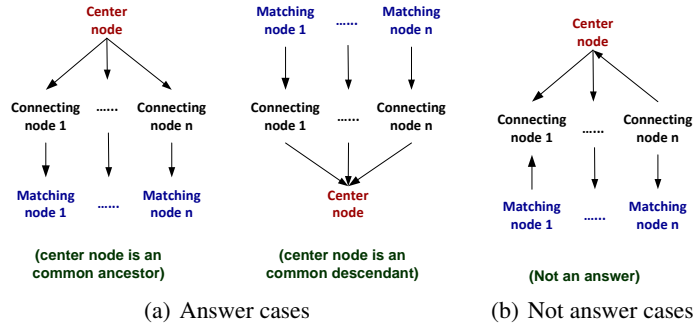 Center
node
Connecting
node 1
......
Connecting
node n
Matching
node 1
......
Matching
node n
(center node is an
common ancestor)
Matching
node 1
......
Matching
node n
Connecting
node 1
......
Connecting
node n
Center
node
(center node is an
common descendant)
(a) Answer cases
Center
node
Connecting
node 1
......
Connecting
node n
Matching
node 1
......
Matching
node n
(Not an answer)
(b) Not answer cases